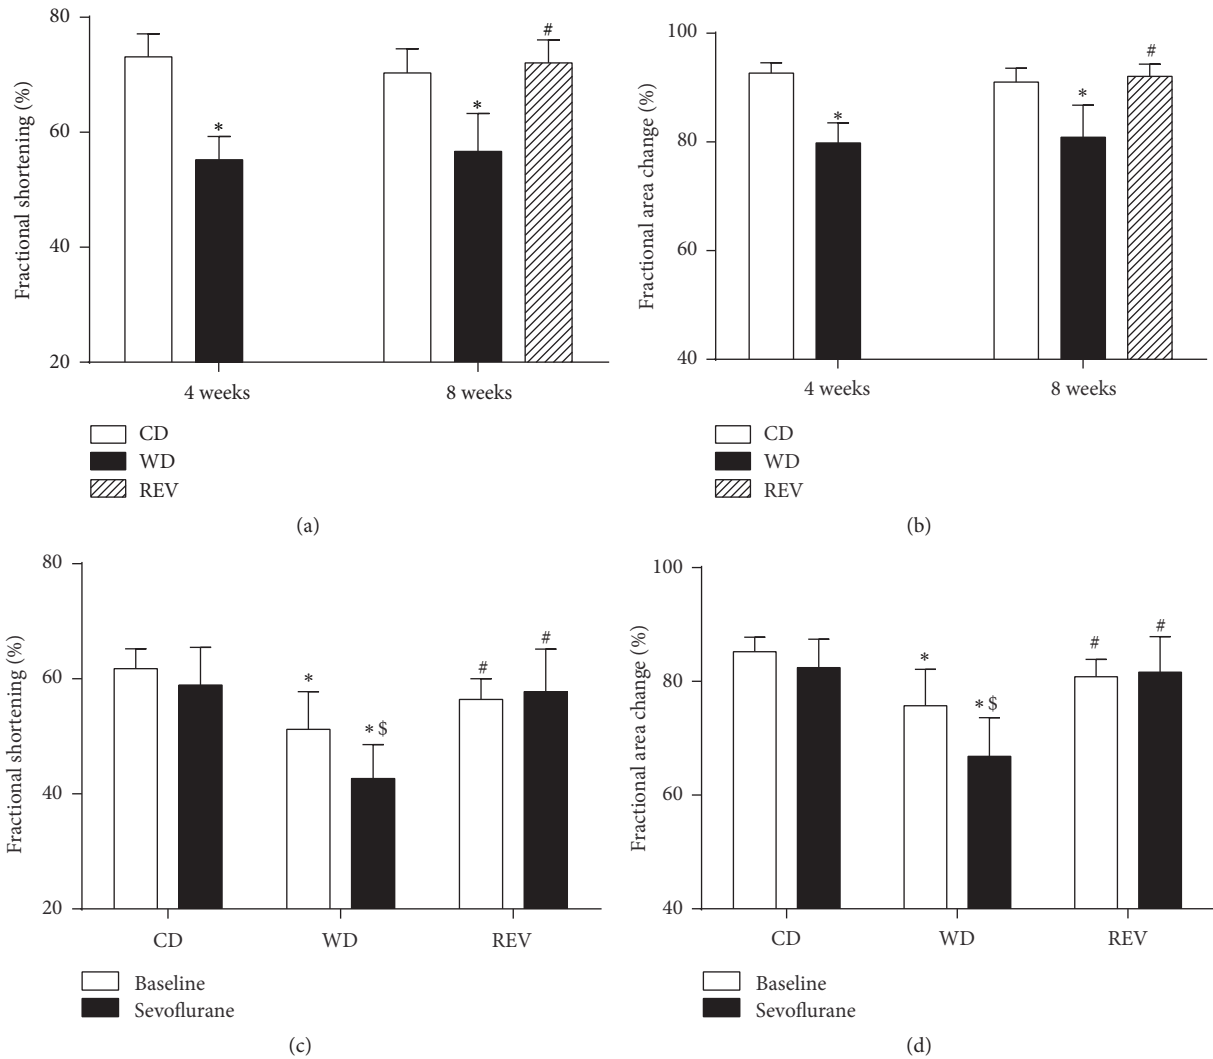 Fractional shortening (%)
80
60
40
20
*
*
#
4 weeks
8 weeks
CD
WD
REV
(a)
Fractional area change (%)
100
80
60
40
*
*
#
4 weeks
8 weeks
CD
WD
REV
(b)
Fractional shortening (%)
80
60
40
20
*
* $
#
#
CD
WD
REV
Baseline
Sevoflurane
(c)
Fractional area change (%)
100
80
60
40
*
* $
#
#
CD
WD
REV
Baseline
Sevoflurane
(d)